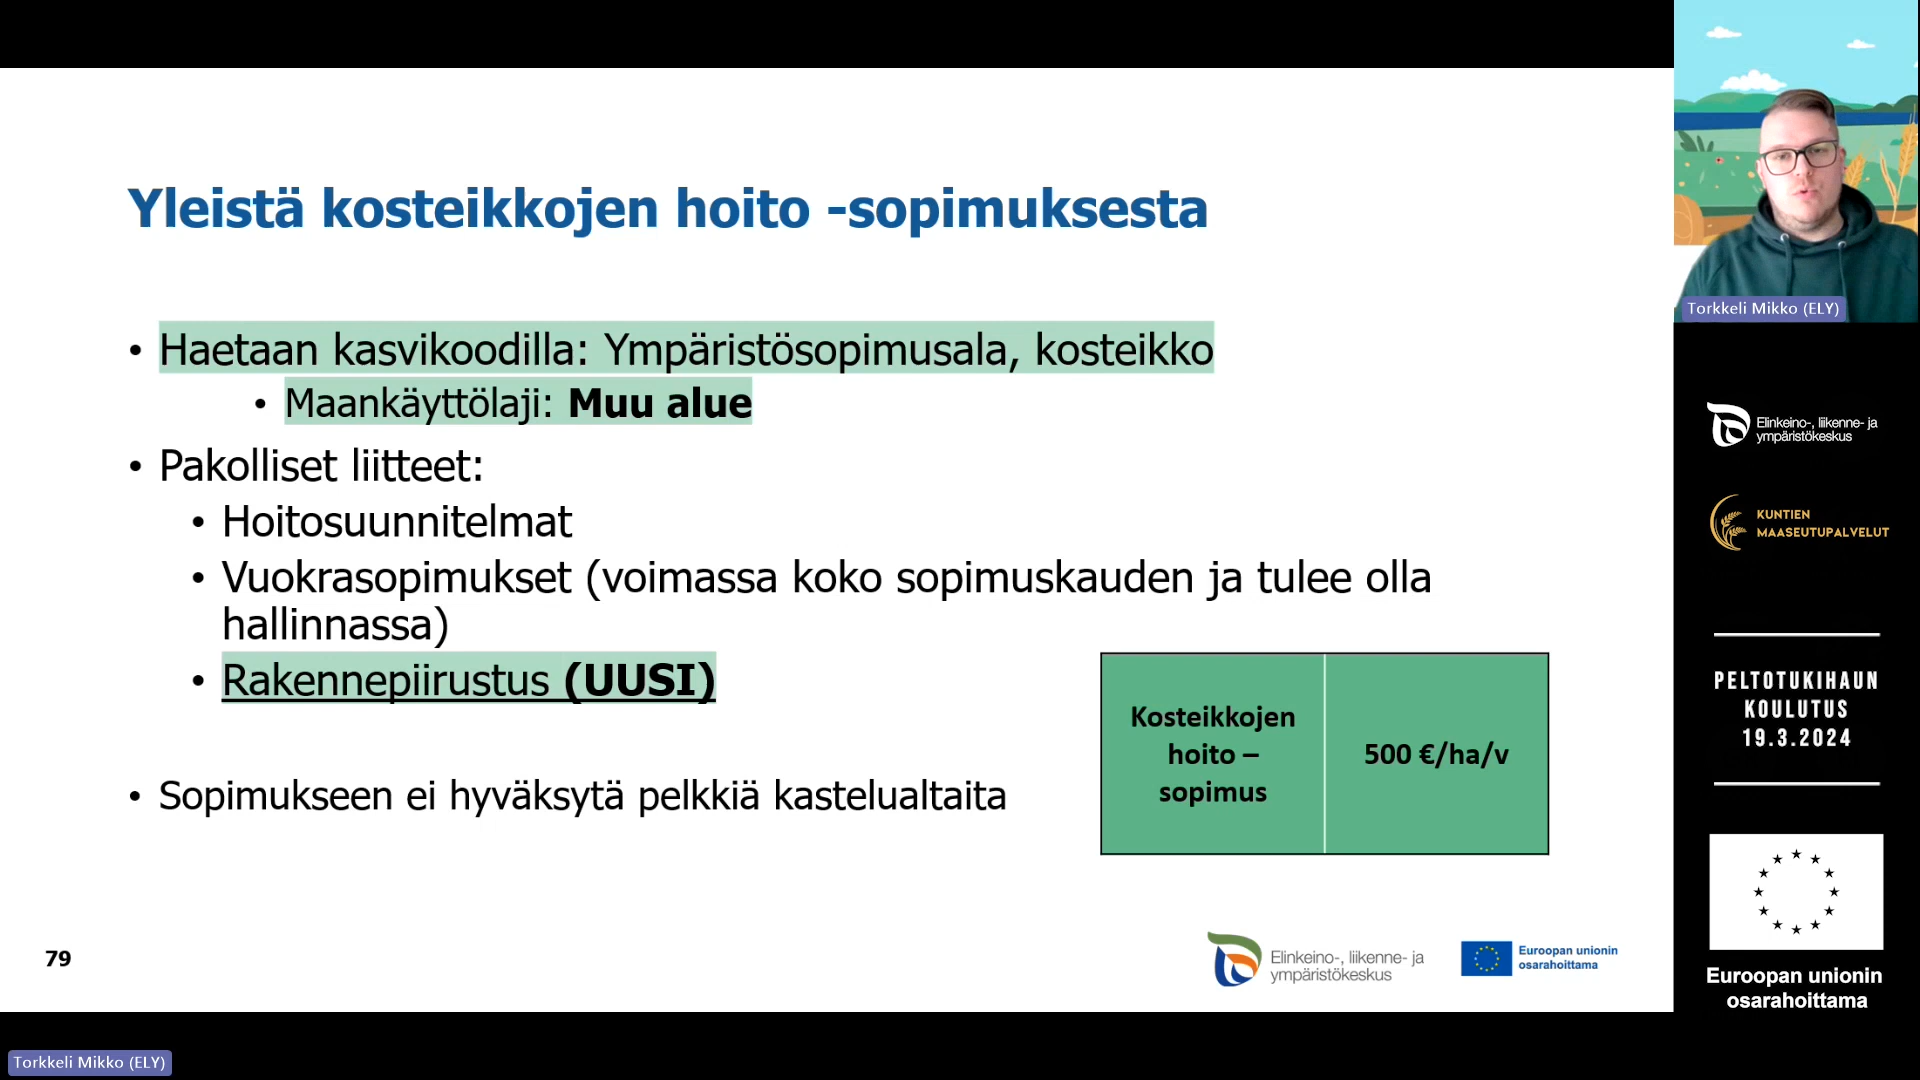 Yleistä kosteikkojen hoito -sopimuksesta
• Haetaan kasvikoodilla: Ympäristösopimusala, kosteikko
• Maankäyttölaji: Muu alue
• Pakolliset liitteet:
• Hoitosuunnitelmat
• Vuokrasopimukset (voimassa koko sopimuskauden ja tulee olla
hallinnassa)
• Rakennepiirustus (UUSI)
• Sopimukseen ei hyväksytä pelkkiä kastelualtaita
Kosteikkojen
hoito –
sopimus
500 €/ha/v
79
Elinkeino-, liikenne- ja
ympäristökeskus
Euroopan unionin
osarahoittama
Torkkeli Mikko (ELY)
Torkkeli Mikko (ELY)
Elinkeino-, liikenne- ja
ympäristökeskus
KUNTIEN
MAASEUTUPALVELUT
PELTOTUKIHAUN
KOULUTUS
19.3.2024
Euroopan unionin
osarahoittama